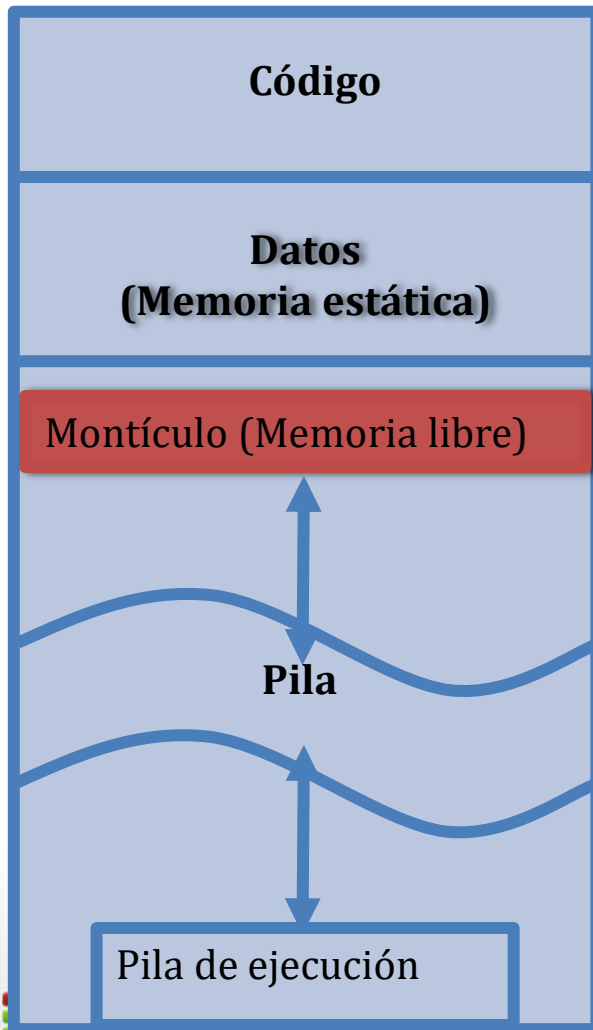 Código
Datos
(Memoria estática)
Montículo (Memoria libre)
Pila
Pila de ejecución